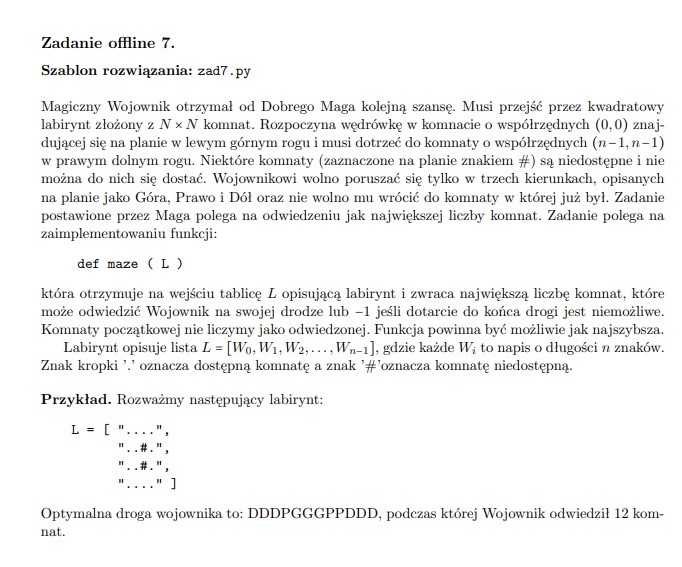 Zadanie offline 7.
Szablon rozwiązania: zad7.py
Magiczny Wojownik otrzymał od Dobrego Maga kolejną szansę. Musi przejść przez kwadratowy
labirynt złożony z N × N komnat. Rozpoczyna wędrówkę w komnacie o współrzędnych (0,0) znaj-
dującej się na planie w lewym górnym rogu i musi dotrzeć do komnaty o współrzędnych (n−1,n−1)
w prawym dolnym rogu. Niektóre komnaty (zaznaczone na planie znakiem #) są niedostępne i nie
można do nich się dostać. Wojownikowi wolno poruszać się tylko w trzech kierunkach, opisanych
na planie jako Góra, Prawo i Dół oraz nie wolno mu wrócić do komnaty w której już był. Zadanie
postawione przez Maga polega na odwiedzeniu jak największej liczby komnat. Zadanie polega na
zaimplementowaniu funkcji:
def maze ( L )
która otrzymuje na wejściu tablicę L opisującą labirynt i zwraca największą liczbę komnat, które
może odwiedzić Wojownik na swojej drodze lub −1 jeśli dotarcie do końca drogi jest niemożliwe.
Komnaty początkowej nie liczymy jako odwiedzonej. Funkcja powinna być możliwie jak najszybsza.
Labirynt opisuje lista L = [W0, W1, W2, . . . , Wn−1], gdzie każde Wi to napis o długości n znaków.
Znak kropki '.' oznacza dostępną komnatę a znak '#'oznacza komnatę niedostępną.
Przykład. Rozważmy następujący labirynt:
L = [ "....",
"..#.",
"..#.",
"...." ]
Optymalna droga wojownika to: DDDPGGGPPDDD, podczas której Wojownik odwiedził 12 kom-
nat.